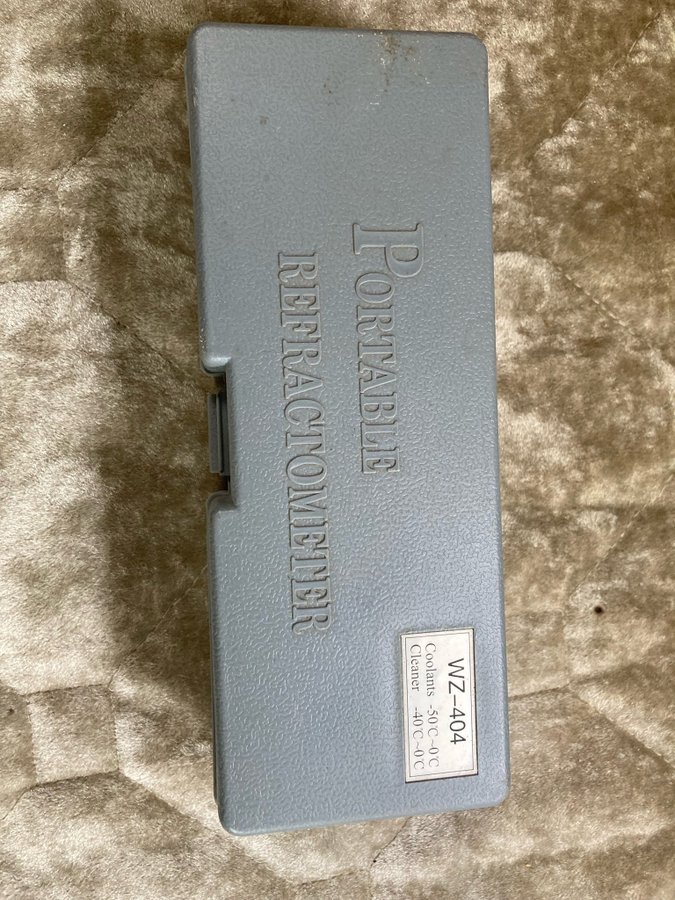 PORTABLE
REFRACTOMETER
WZ-404
Coolants -50℃~0℃
Cleaner -40℃~0℃